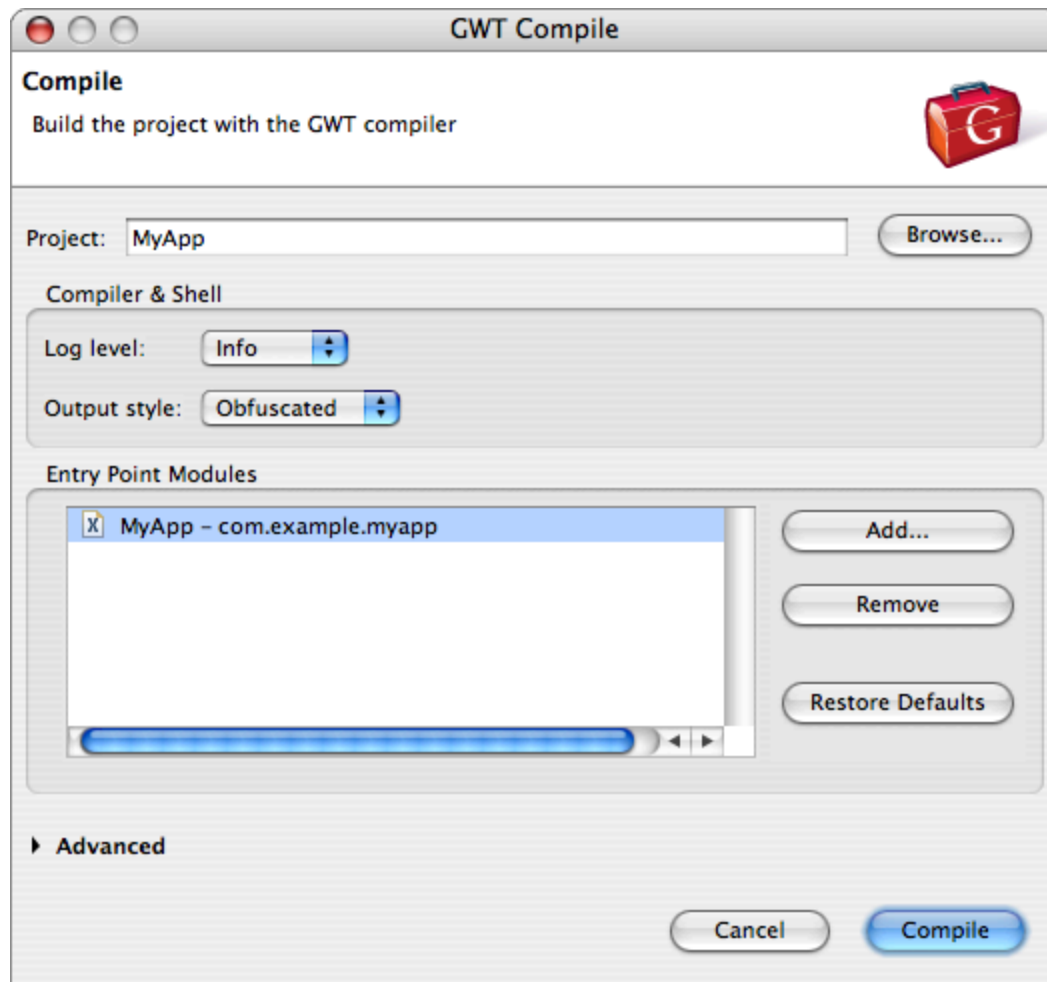 GWT Compile
Compile
Build the project with the GWT compiler
G
Project: MyApp Browse...
Compiler & Shell
Log level: Info
Output style: Obfuscated
Entry Point Modules
X MyApp – com.example.myapp
Add...
Remove
Restore Defaults
Advanced
Cancel Compile